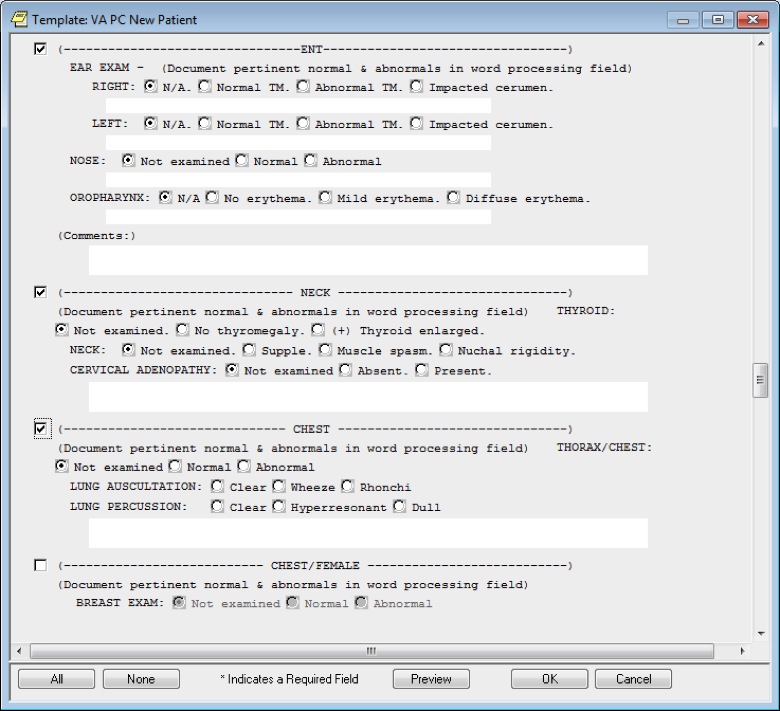 Template: VA PC New Patient
(--------------------------------ENT---------------------------------)
EAR EXAM - (Document pertinent normal & abnormals in word processing field)
RIGHT: N/A. Normal TM. Abnormal TM. Impacted cerumen.
LEFT: N/A. Normal TM. Abnormal TM. Impacted cerumen.
NOSE: Not examined Normal Abnormal
OROPHARYNX: N/A No erythema. Mild erythema. Diffuse erythema.
(Comments:)
(------------------------------- NECK -------------------------------)
(Document pertinent normal & abnormals in word processing field) THYROID:
Not examined. No thyromegaly. (+) Thyroid enlarged.
NECK: Not examined. Supple. Muscle spasm. Nuchal rigidity.
CERVICAL ADENOPATHY: Not examined Absent. Present.
(------------------------------ CHEST -------------------------------)
(Document pertinent normal & abnormals in word processing field) THORAX/CHEST:
Not examined Normal Abnormal
LUNG AUSCULTATION: Clear Wheeze Rhonchi
LUNG PERCUSSION: Clear Hyperresonant Dull
(--------------------------- CHEST/FEMALE ---------------------------)
(Document pertinent normal & abnormals in word processing field)
BREAST EXAM: Not examined Normal Abnormal
All None * Indicates a Required Field Preview OK Cancel